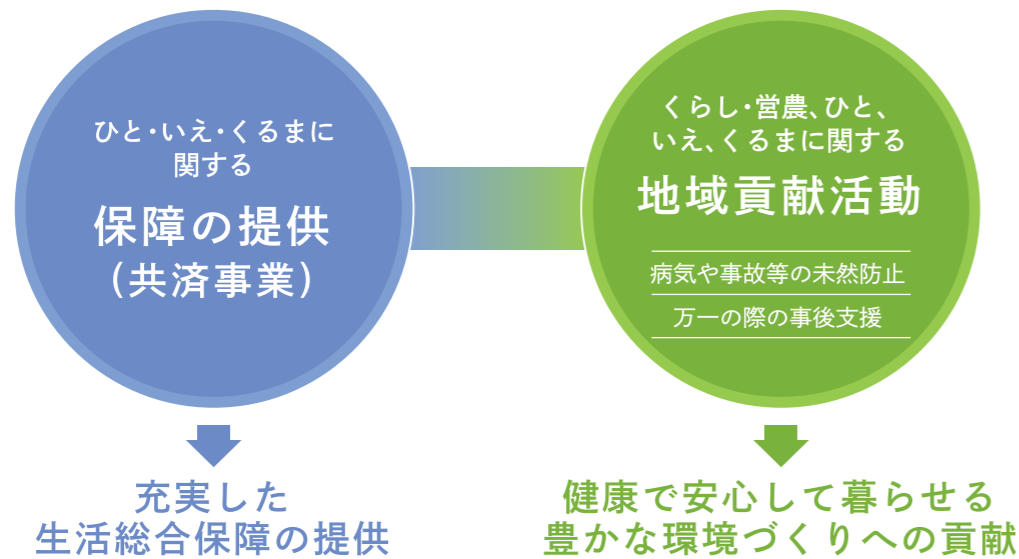 ひと・いえ・くるまに
関する
保障の提供
（共済事業）
充実した
生活総合保障の提供
くらし・営農、ひと、
いえ、くるまに関する
地域貢献活動
病気や事故等の未然防止
万一の際の事後支援
健康で安心して暮らせる
豊かな環境づくりへの貢献